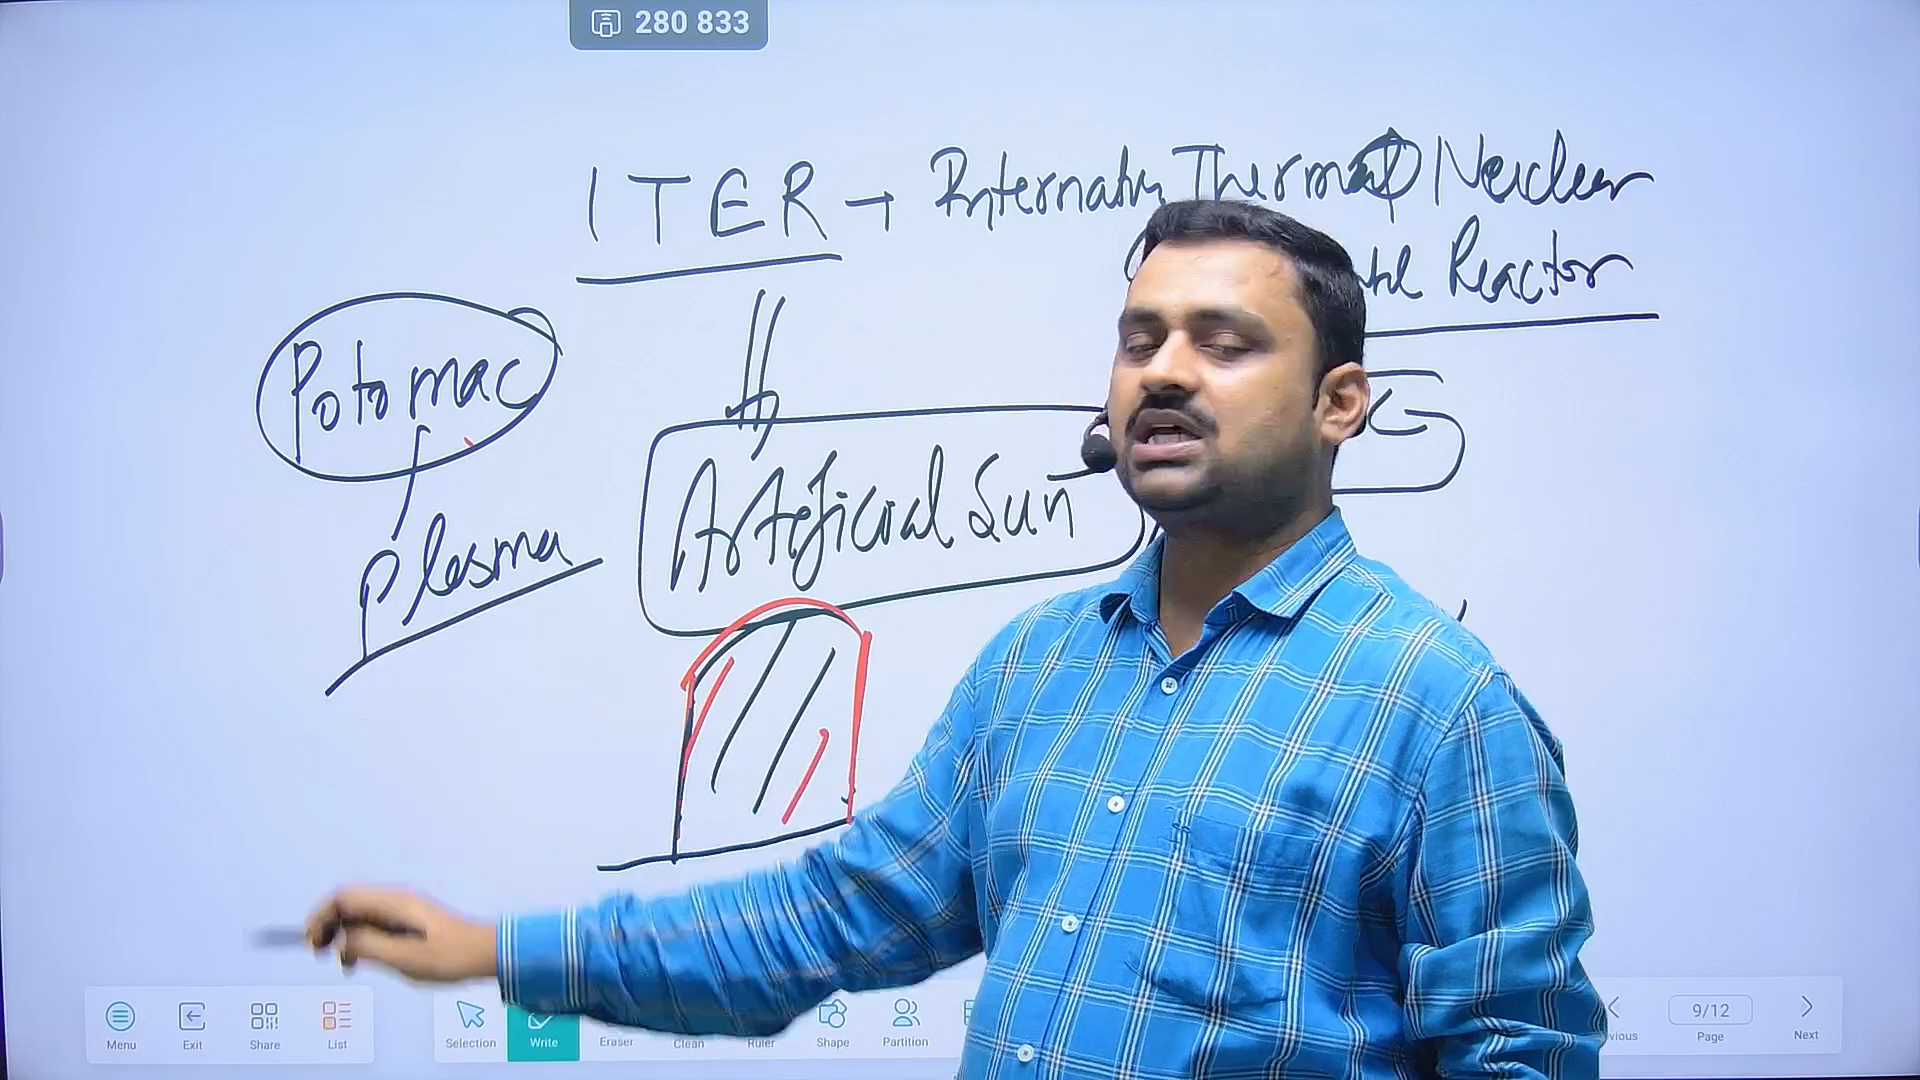 280 833
ITER → Internation Thermal Nuclear
Reactor
Potomac
Artificial Sun
Plasma
Menu Exit Share List Selection Write Eraser Clean Ruler Shape Partition
9/12
Page Next